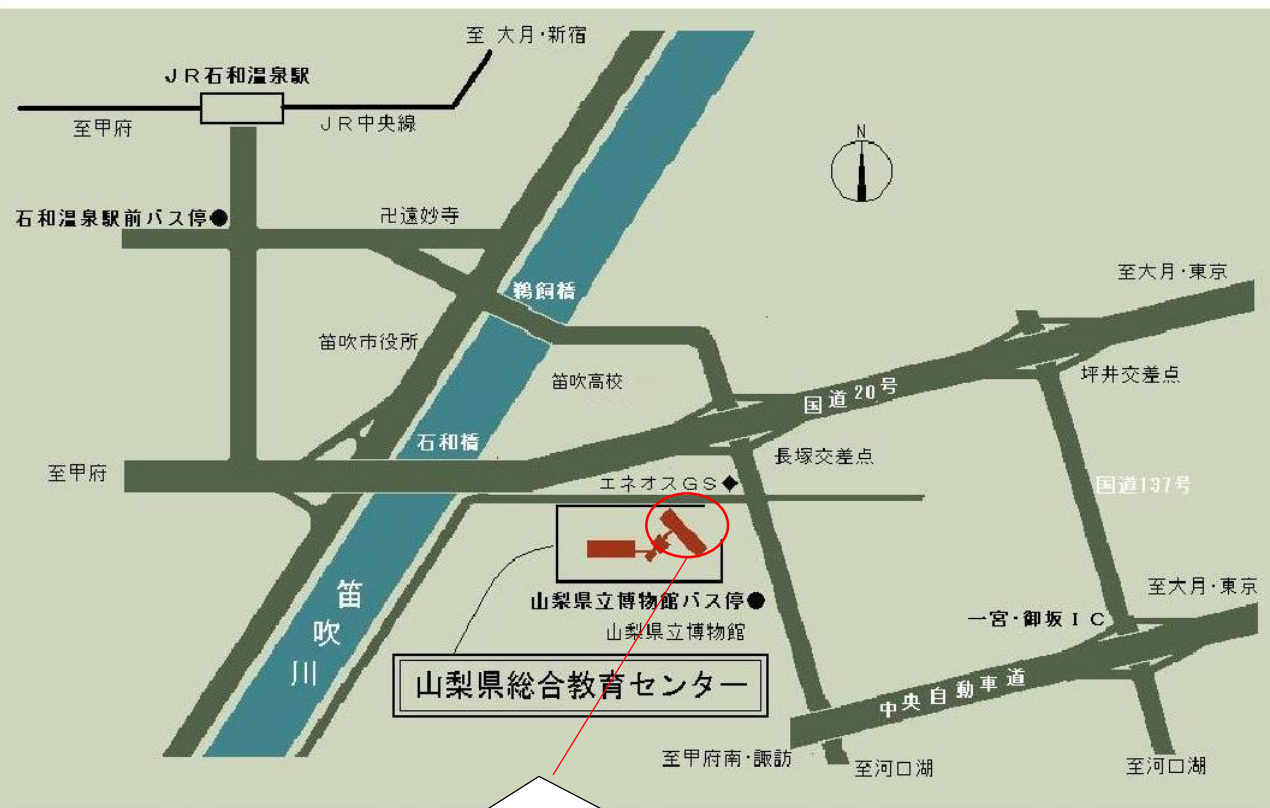 至 大月・新宿
ＪＲ石和温泉駅
至甲府
ＪＲ中央線
N
石和温泉駅前バス停●
卍遠妙寺
至大月・東京
鵜飼橋
笛吹市役所
笛吹高校
坪井交差点
国道20号
石和橋
長塚交差点
至甲府
エネオスＧＳ◆
国道137号
笛吹川
至大月・東京
山梨県立博物館バス停●
一宮・御坂ＩＣ
山梨県立博物館
山梨県総合教育センター
中央自動車道
至甲府南・諏訪
至河口湖
至河口湖